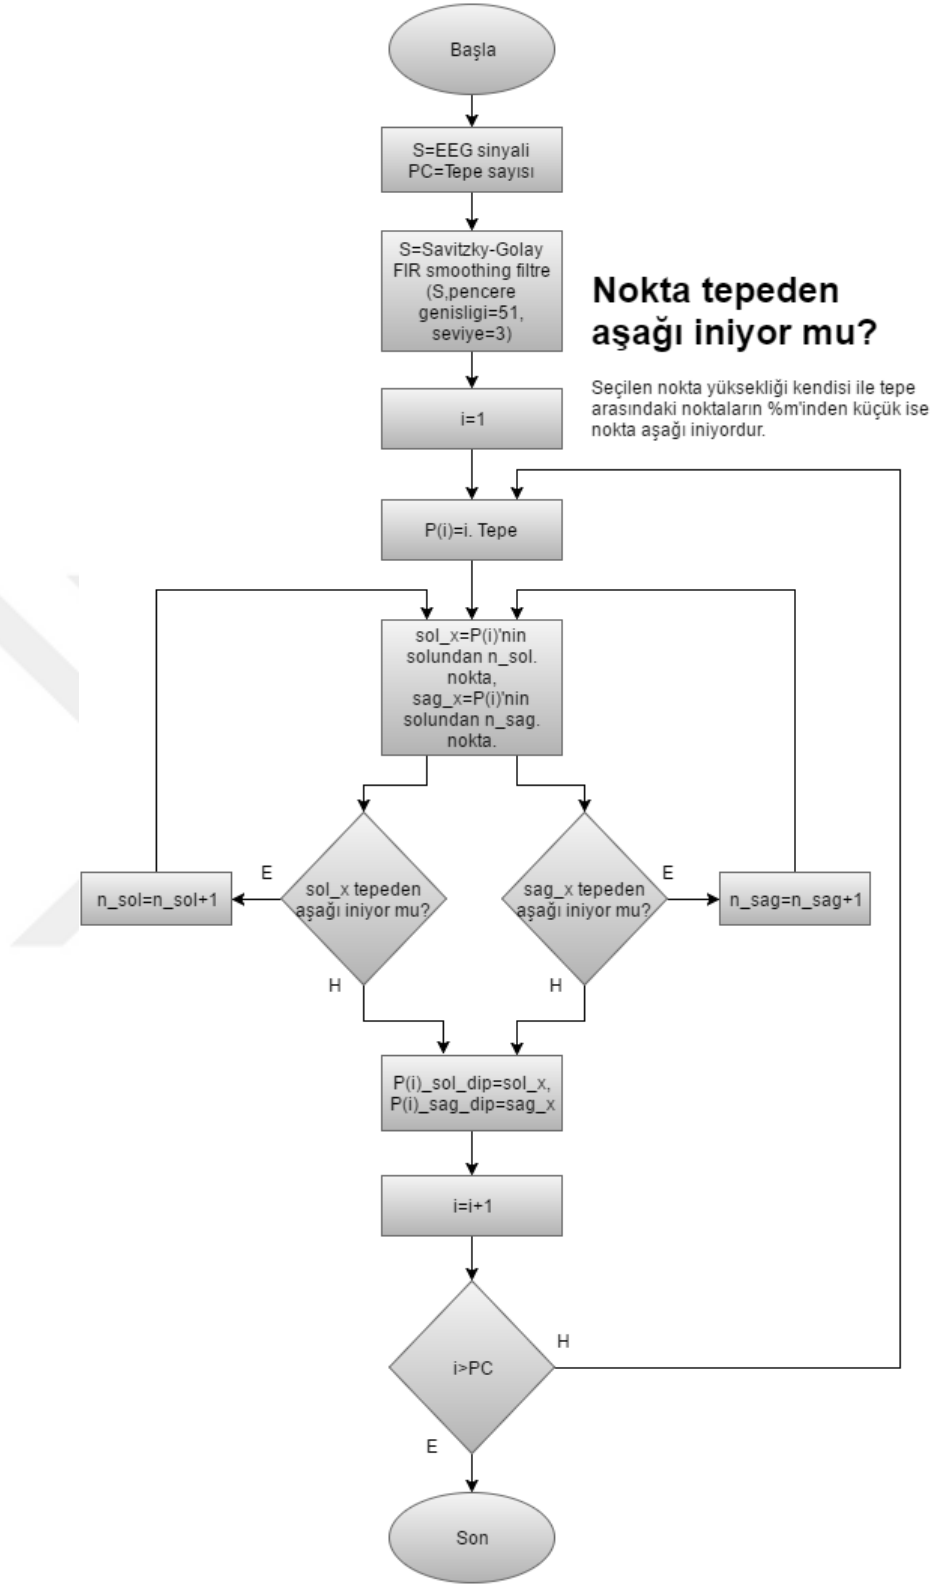 Başla
S=EEG sinyali
PC=Tepe sayısı
S=Savitzky-Golay
FIR smoothing filtre
(S,pencere
genisligi=51,
seviye=3)
Nokta tepeden
aşağı iniyor mu?
Seçilen nokta yüksekliği kendisi ile tepe
arasındaki noktaların %m'inden küçük ise
nokta aşağı iniyordur.
i=1
P(i)=i. Tepe
sol_x=P(i)'nin
solundan n_sol.
nokta,
sag_x=P(i)'nin
solundan n_sag.
nokta.
n_sol=n_sol+1
E
sol_x tepeden
aşağı iniyor mu?
H
sag_x tepeden
aşağı iniyor mu?
E
H
n_sag=n_sag+1
P(i)_sol_dip=sol_x,
P(i)_sag_dip=sag_x
i=i+1
i>PC
H
E
Son